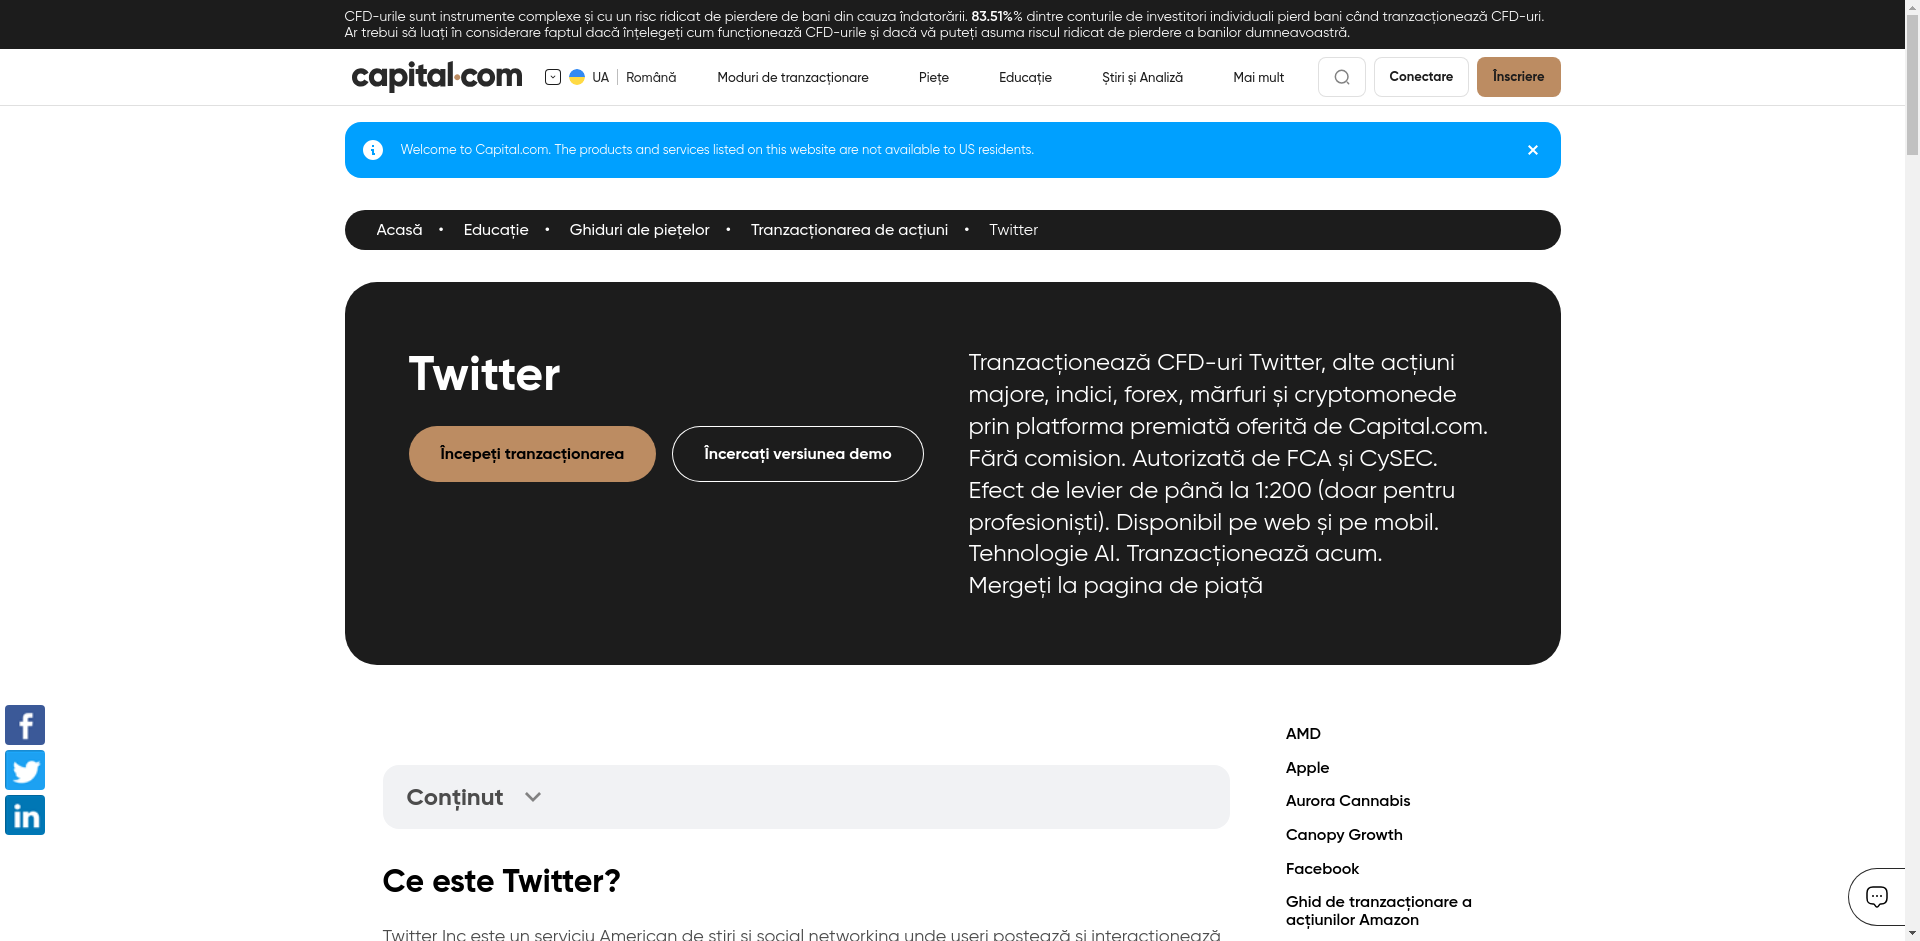 CFD-urile sunt instrumente complexe și cu un risc ridicat de pierdere de bani din cauza îndatorării. 83.51%% dintre conturile de investitori individuali pierd bani când tranzacționează CFD-uri.
Ar trebui să luați în considerare faptul dacă înțelegeți cum funcționează CFD-urile și dacă vă puteți asuma riscul ridicat de pierdere a banilor dumneavoastră.
capital.com UA Română Moduri de tranzacționare Piețe Educație Știri și Analiză Mai mult Conectare Înscriere
Welcome to Capital.com. The products and services listed on this website are not available to US residents.
Acasă • Educație • Ghiduri ale piețelor • Tranzacționarea de acțiuni • Twitter
Twitter
Începeți tranzacționarea Încercați versiunea demo
Tranzacționează CFD-uri Twitter, alte acțiuni
majore, indici, forex, mărfuri și cryptomonede
prin platforma premiată oferită de Capital.com.
Fără comision. Autorizată de FCA și CySEC.
Efect de levier de până la 1:200 (doar pentru
profesioniști). Disponibil pe web și pe mobil.
Tehnologie AI. Tranzacționează acum.
Mergeți la pagina de piață
Conținut
Ce este Twitter?
Twitter Inc este un serviciu American de știri și social networking unde useri postează și interacționează
AMD
Apple
Aurora Cannabis
Canopy Growth
Facebook
Ghid de tranzacționare a
acțiunilor Amazon